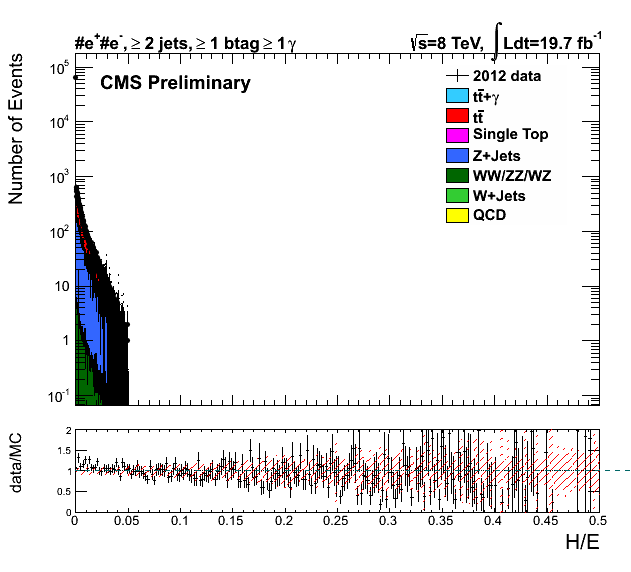 #e⁺#e⁻, ≥ 2 jets, ≥ 1 btag ≥ 1γ
√s=8 TeV, ∫Ldt=19.7 fb⁻¹
CMS Preliminary
2012 data
tt̄+γ
tt̄
Single Top
Z+Jets
WW/ZZ/WZ
W+Jets
QCD
Number of Events
10⁵
10⁴
10³
10²
10
1
10⁻¹
data/MC
2
1.5
1
0.5
0
0 0.05 0.1 0.15 0.2 0.25 0.3 0.35 0.4 0.45 0.5
H/E